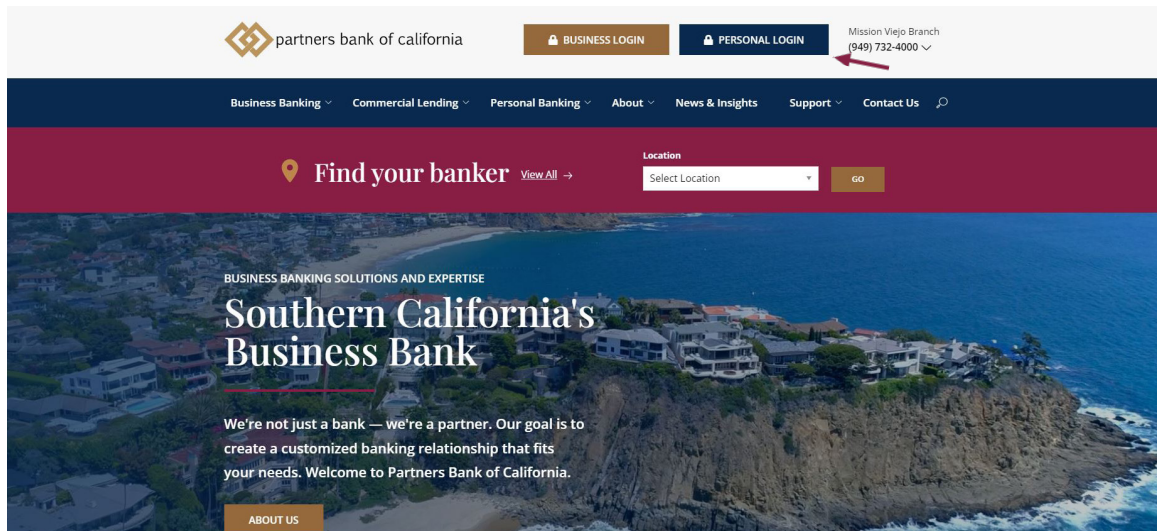 partners bank of california
BUSINESS LOGIN
PERSONAL LOGIN
Mission Viejo Branch
(949) 732-4000
Business Banking
Commercial Lending
Personal Banking
About
News & Insights
Support
Contact Us
Find your banker
View All →
Location
Select Location
GO
BUSINESS BANKING SOLUTIONS AND EXPERTISE
Southern California's
Business Bank
We're not just a bank — we're a partner. Our goal is to
create a customized banking relationship that fits
your needs. Welcome to Partners Bank of California.
ABOUT US